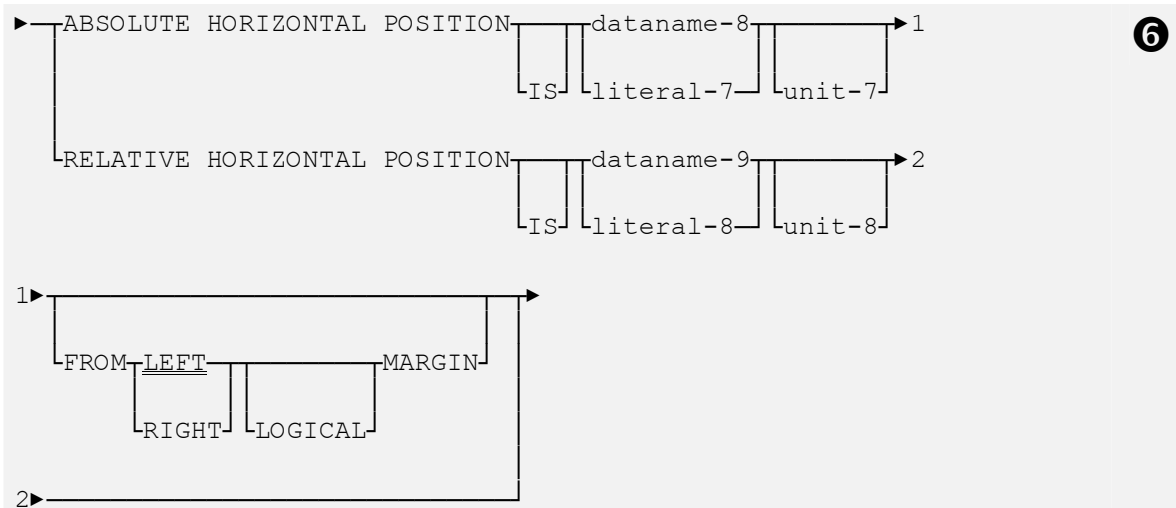 ABSOLUTE HORIZONTAL POSITION dataname-8 1 ❻
IS literal-7 unit-7
RELATIVE HORIZONTAL POSITION dataname-9 2
IS literal-8 unit-8
1
FROM LEFT MARGIN
RIGHT LOGICAL
2